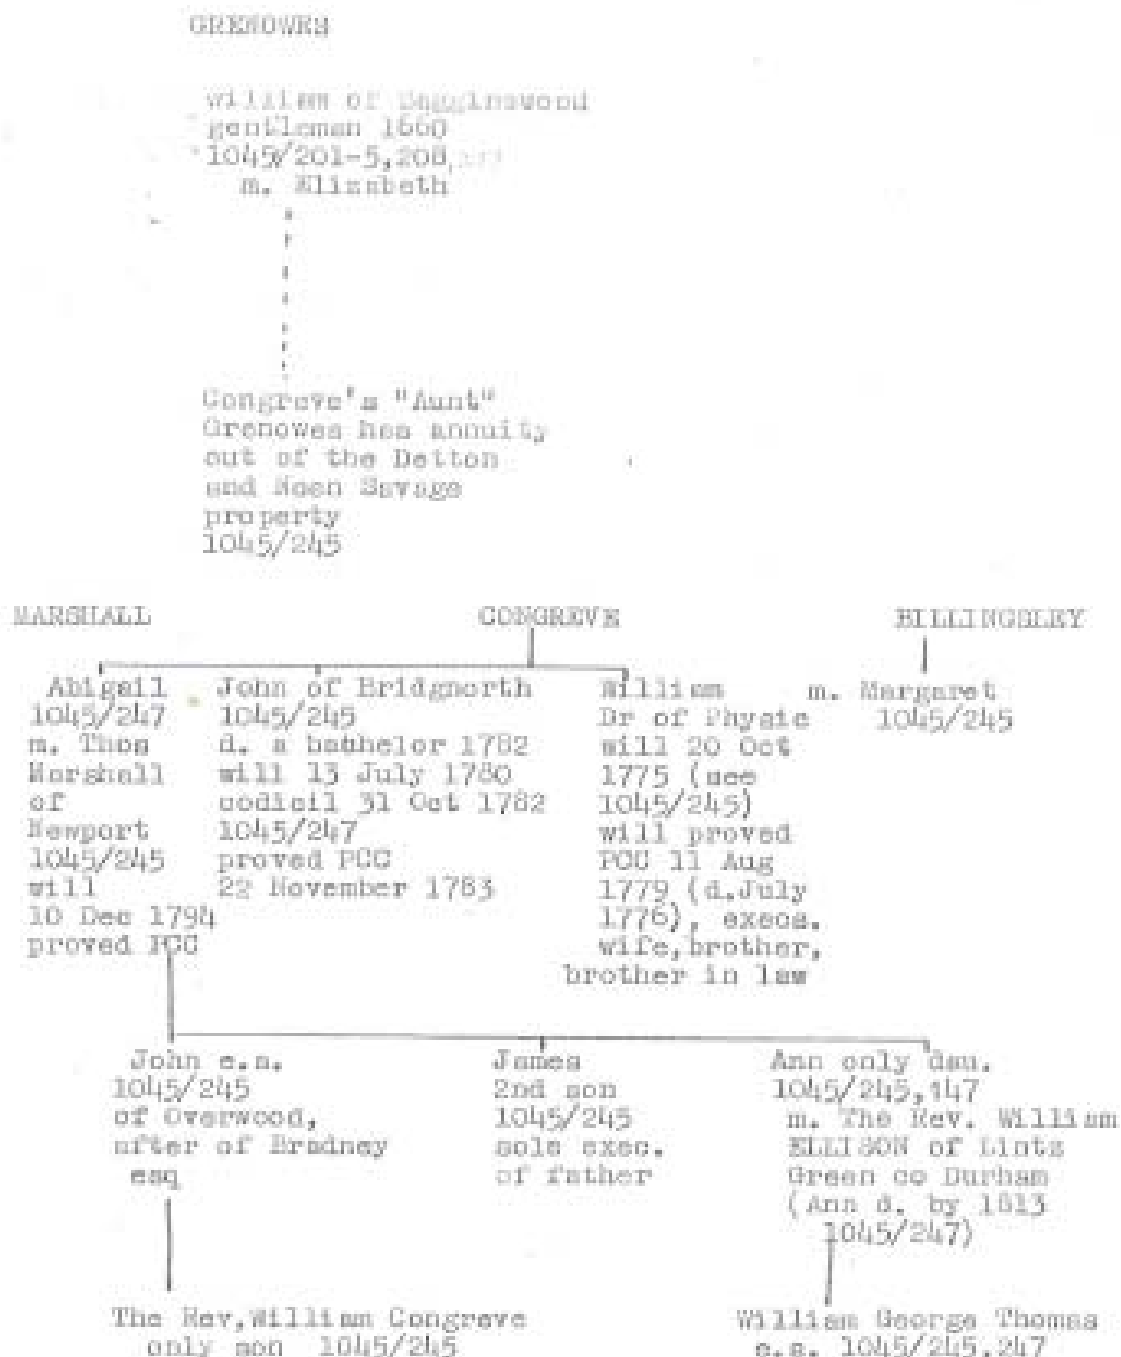 GRENOWES
William of Bagginswood
gentleman 1660
1045/201-5,208,
m. Elizabeth
Congreve's "Aunt"
Grenowes has annuity
out of the Detton
and Neen Savage
property
1045/245
MARSHALL
CONGREVE
BILLINGSLEY
Abigail
1045/247
m. Thos
Marshall
of
Newport
1045/245
will
10 Dec 1794
proved PCC
John of Bridgnorth
1045/245
d. a bachelor 1782
will 13 July 1780
codicil 31 Oct 1782
1045/247
proved PCC
22 November 1783
William
Dr of Physic
will 20 Oct
1775 (see
1045/245)
will proved
PCC 11 Aug
1779 (d.July
1776), execs.
wife,brother,
brother in law
m. Margaret
1045/245
John e.s.
1045/245
of Overwood,
after of Bradney
esq
James
2nd son
1045/245
sole exec.
of father
Ann only dau.
1045/245,147
m. The Rev. William
ELLISON of Lintz
Green co Durham
(Ann d. by 1813
1045/247)
The Rev,William Congreve
only son 1045/245
William George Thomas
e.s. 1045/245,247